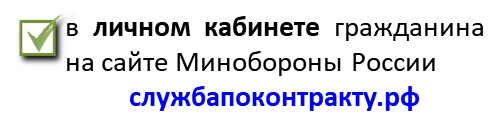 в личном кабинете гражданина
на сайте Минобороны России
службапоконтракту.рф